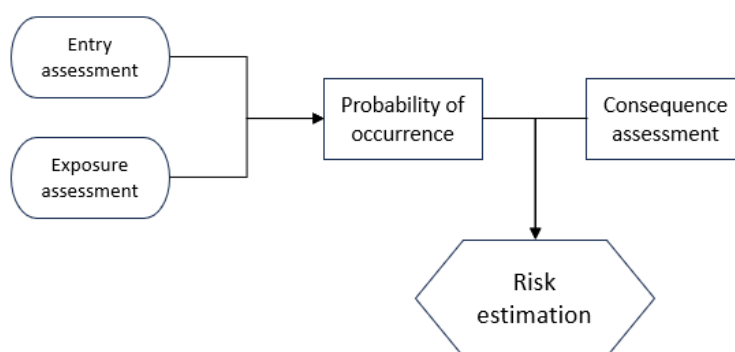 Entry
assessment
Exposure
assessment
Probability of
occurrence
Consequence
assessment
Risk
estimation